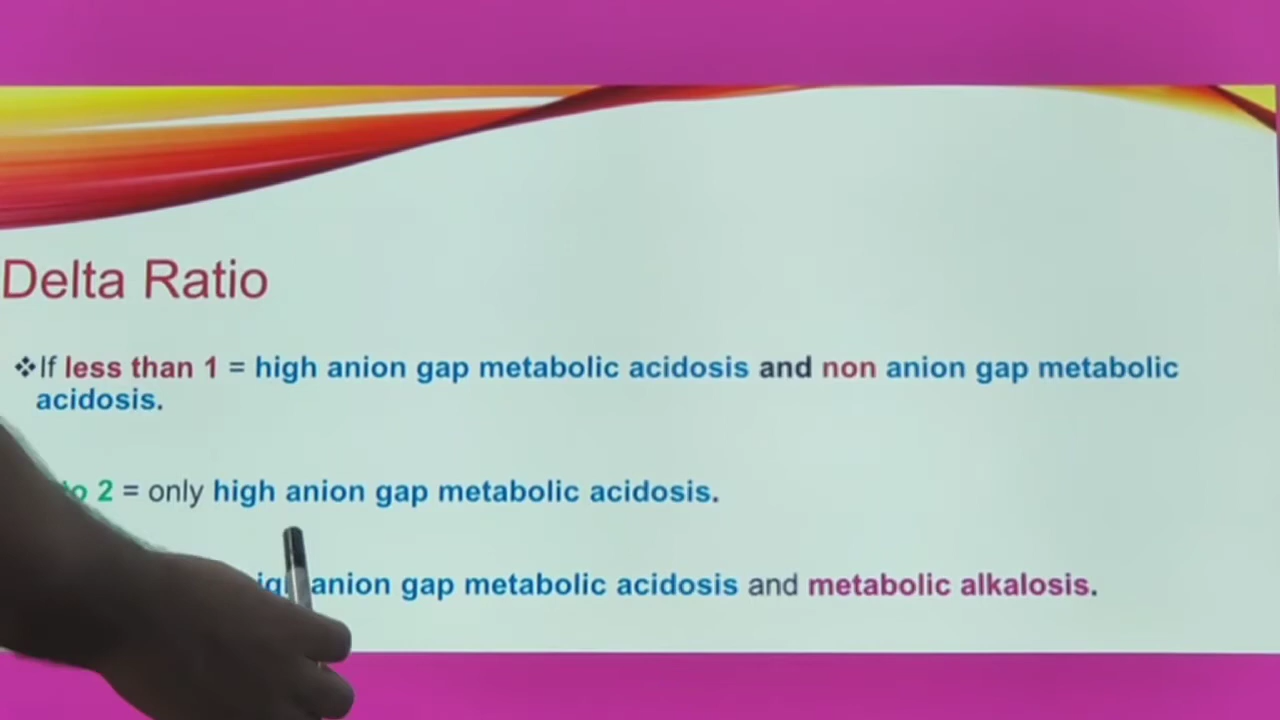 Delta Ratio
❖If less than 1 = high anion gap metabolic acidosis and non anion gap metabolic
acidosis.
2 = only high anion gap metabolic acidosis.
anion gap metabolic acidosis and metabolic alkalosis.